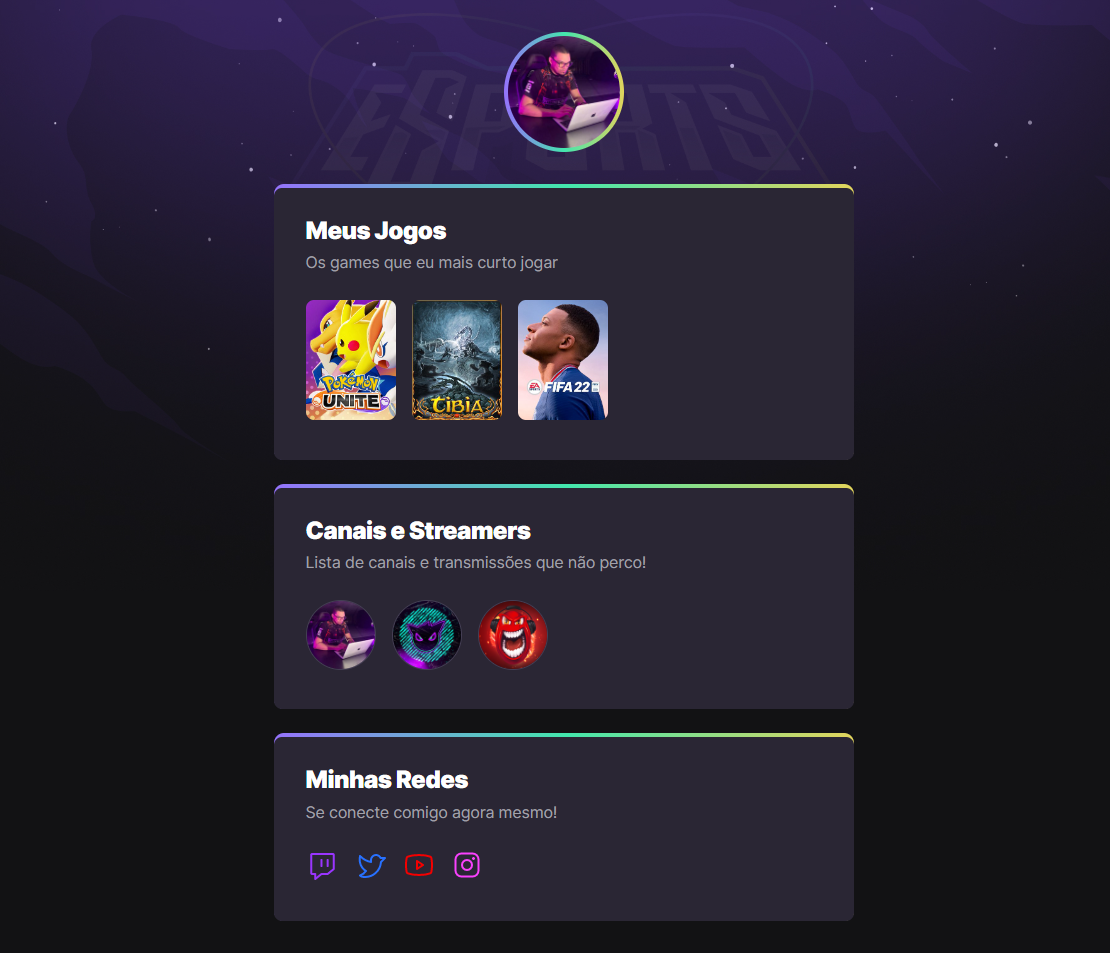 ESPORTS
Meus Jogos
Os games que eu mais curto jogar
POKÉMON
UNITE
TIBIA
EA SPORTS FIFA 22
Canais e Streamers
Lista de canais e transmissões que não perco!
Minhas Redes
Se conecte comigo agora mesmo!